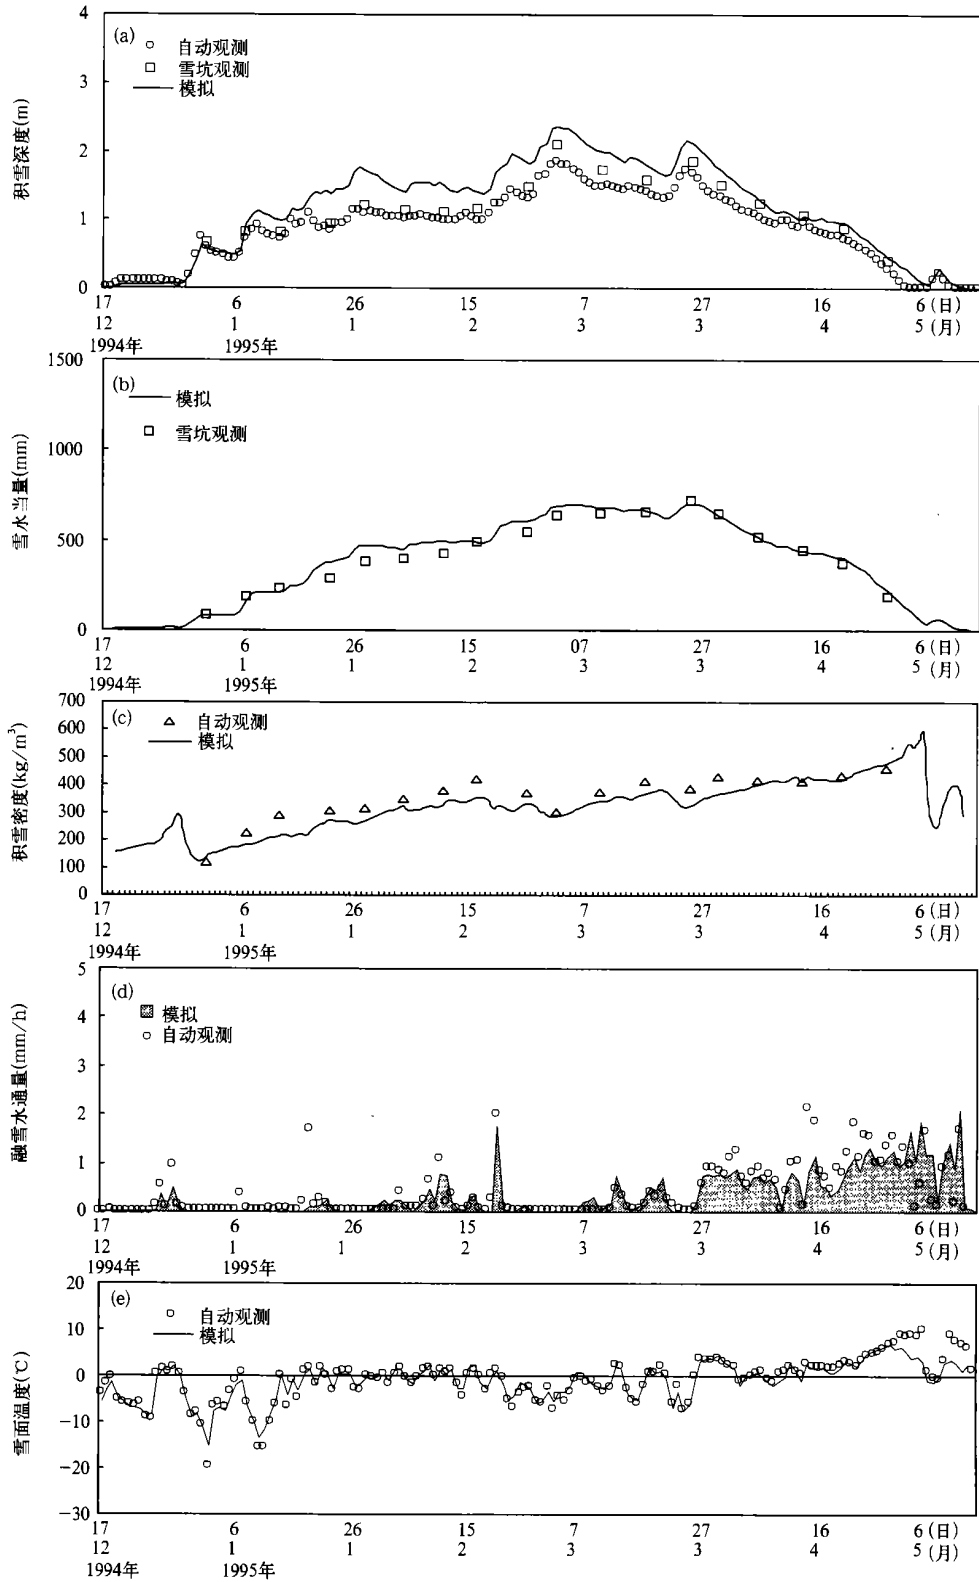 4
(a)
自动观测
雪坑观测
模拟
3
2
1
0
积雪深度(m)
17 6 26 15 7 27 16 6 (日)
12 1 1 2 3 3 4 5 (月)
1994年 1995年
1500
(b)
模拟
雪坑观测
1000
500
0
雪水当量(mm)
17 6 26 15 07 27 16 6 (日)
12 1 1 2 3 3 4 5 (月)
1994年 1995年
700
(c)
自动观测
模拟
600
500
400
300
200
100
0
积雪密度(kg/m³)
17 6 26 15 7 27 16 6 (日)
12 1 1 2 3 3 4 5 (月)
1994年 1995年
5
(d)
模拟
自动观测
4
3
2
1
0
融雪水通量(mm/h)
17 6 26 15 7 27 16 6 (日)
12 1 1 2 3 3 4 5 (月)
1994年 1995年
20
(e)
自动观测
模拟
10
0
−10
−20
−30
雪面温度(℃)
17 6 26 15 7 27 16 6 (日)
12 1 1 2 3 3 4 5 (月)
1994年 1995年